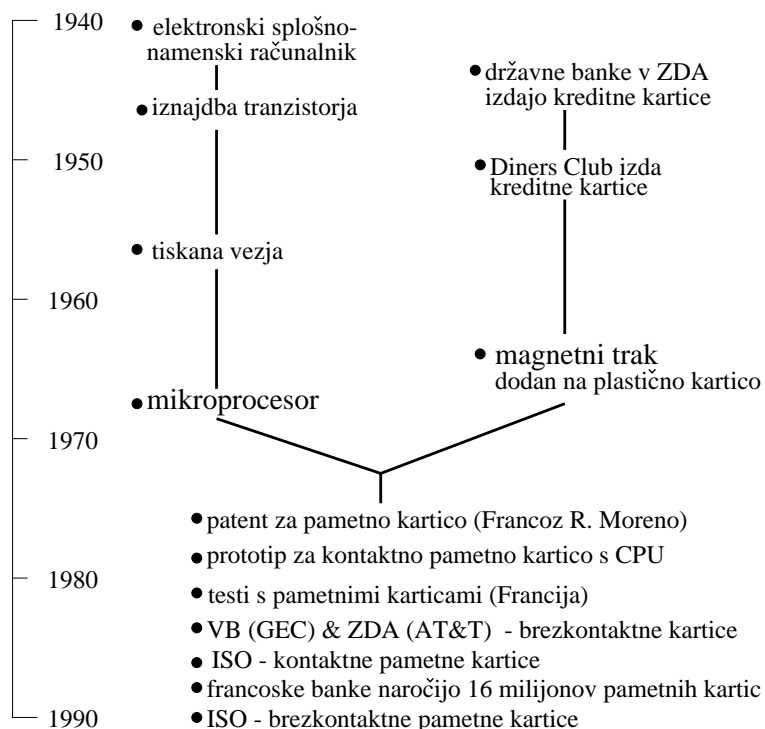 1940
elektronski splošno-
namenski računalnik
državne banke v ZDA
izdajo kreditne kartice
iznajdba tranzistorja
1950
Diners Club izda
kreditne kartice
tiskana vezja
1960
magnetni trak
dodan na plastično kartico
mikroprocesor
1970
patent za pametno kartico (Francoz R. Moreno)
prototip za kontaktno pametno kartico s CPU
1980
testi s pametnimi karticami (Francija)
VB (GEC) & ZDA (AT&T) - brezkontaktne kartice
ISO - kontaktne pametne kartice
francoske banke naročijo 16 milijonov pametnih kartic
1990
ISO - brezkontaktne pametne kartice